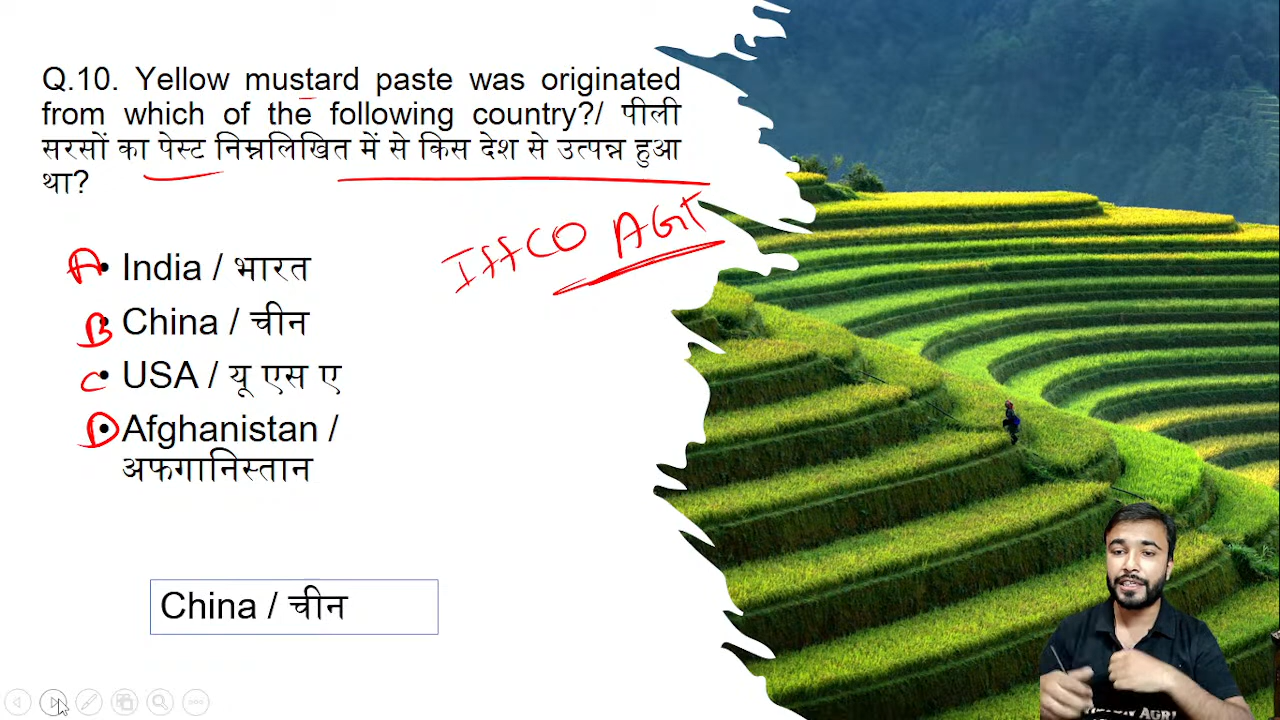 Q.10. Yellow mustard paste was originated
from which of the following country?/ पीली
सरसों का पेस्ट निम्नलिखित में से किस देश से उत्पन्न हुआ
था?
IffCO AGT
A • India / भारत
B • China / चीन
C • USA / यू एस ए
D • Afghanistan /
अफगानिस्तान
China / चीन
AGRI